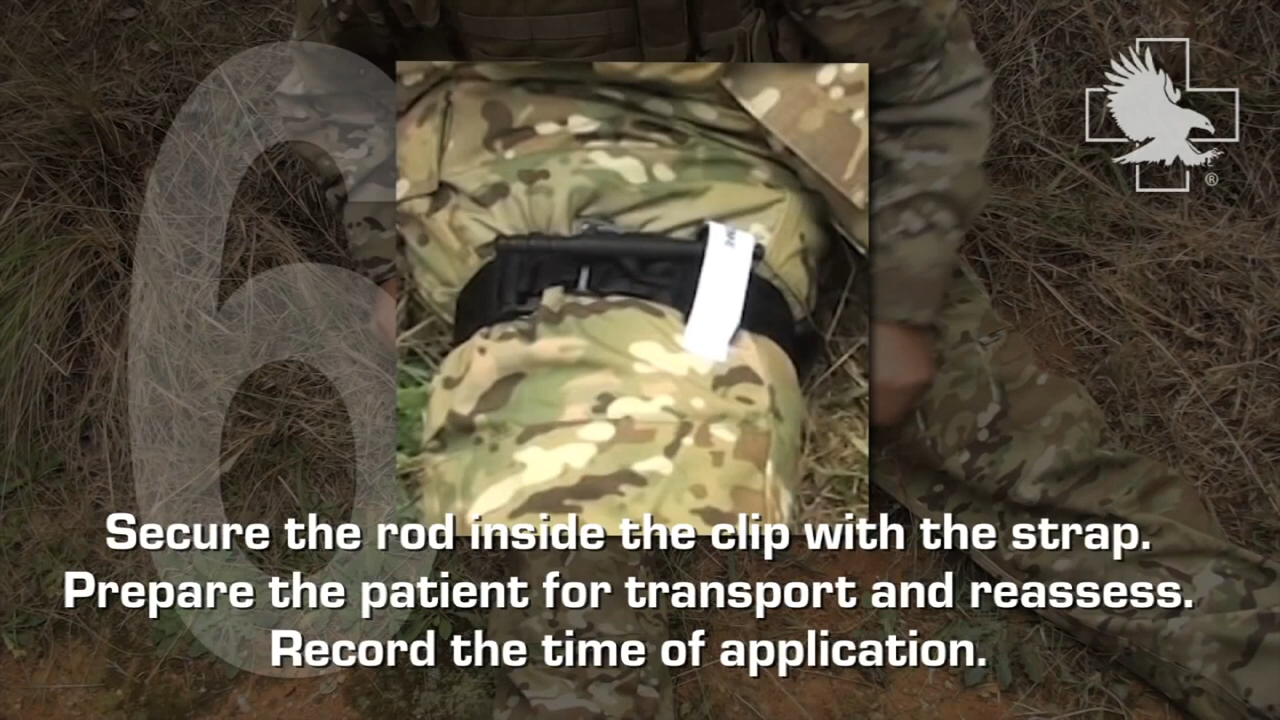 6
®
Secure the rod inside the clip with the strap.
Prepare the patient for transport and reassess.
Record the time of application.